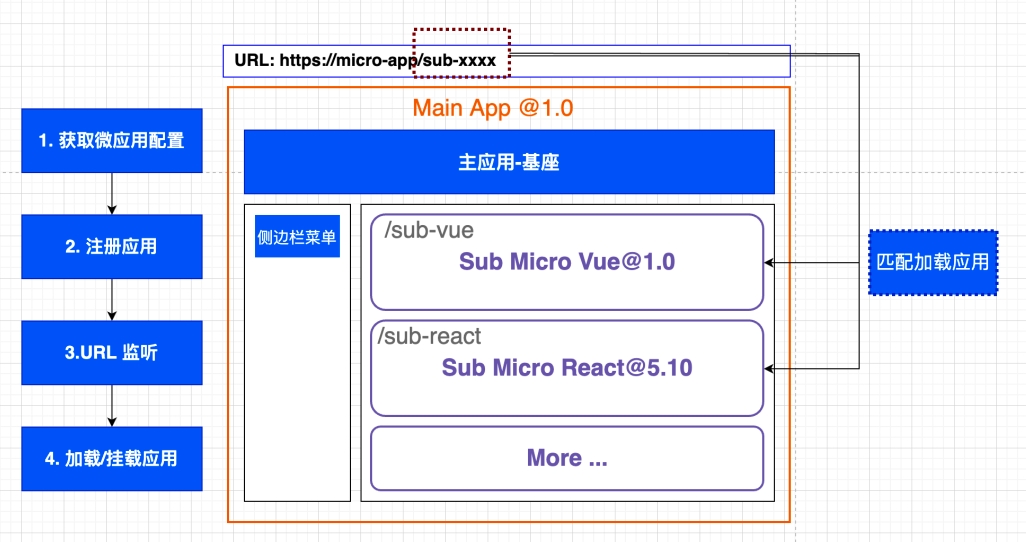 URL: https://micro-app/sub-xxxx
Main App @1.0
主应用-基座
侧边栏菜单
/sub-vue
Sub Micro Vue@1.0
/sub-react
Sub Micro React@5.10
More ...
1. 获取微应用配置
2. 注册应用
3.URL 监听
4. 加载/挂载应用
匹配加载应用